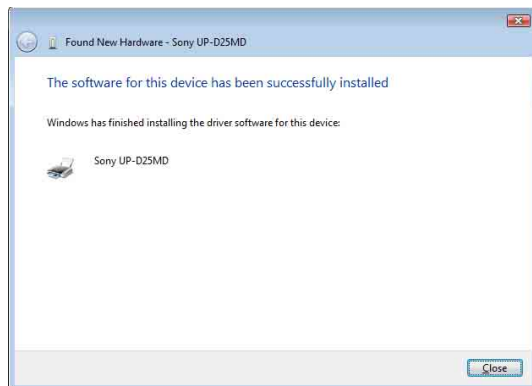 Found New Hardware - Sony UP-D25MD
The software for this device has been successfully installed
Windows has finished installing the driver software for this device:
Sony UP-D25MD
Close